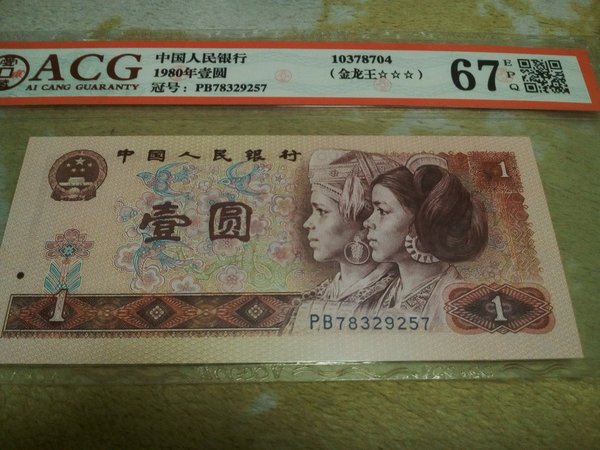 ACG
AI CANG GUARANTY
中国人民银行
1980年壹圆
冠号：PB78329257
10378704
（金龙王☆☆☆）
67
EPQ
中国人民银行
壹圆
1
1
PB78329257
1